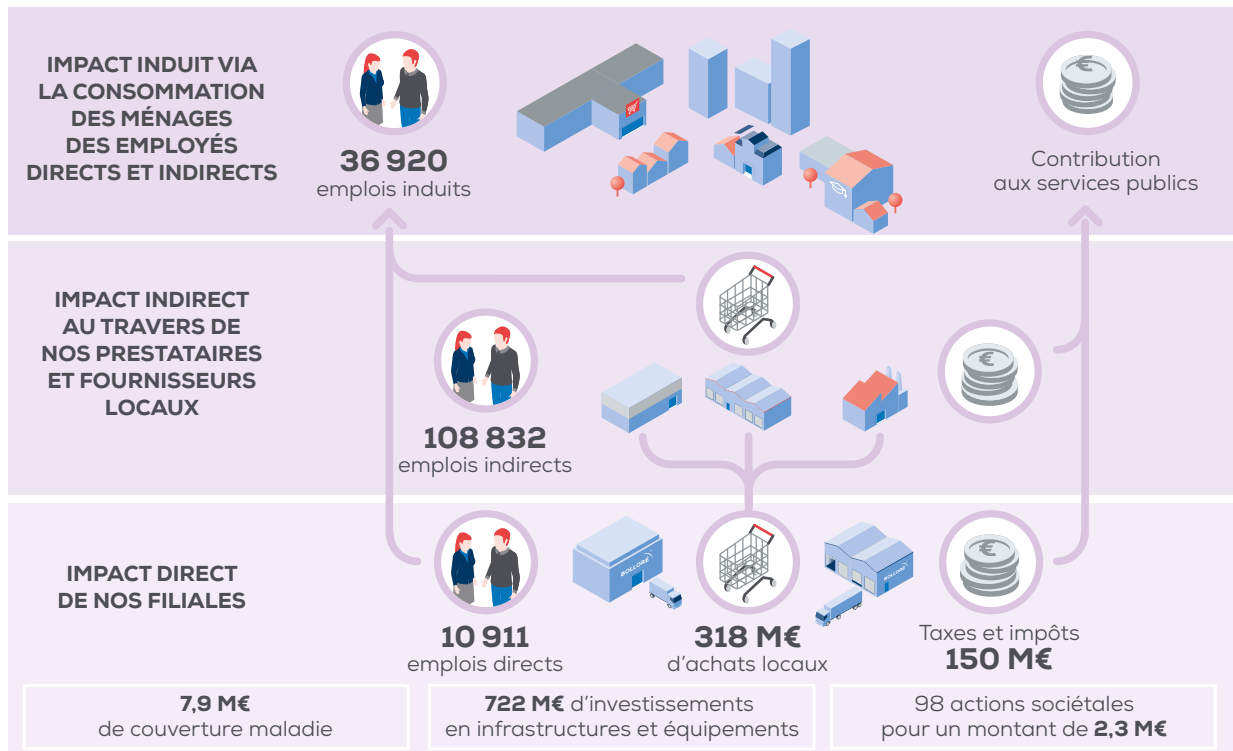 IMPACT INDUIT VIA
LA CONSOMMATION
DES MÉNAGES
DES EMPLOYÉS
DIRECTS ET INDIRECTS
36 920
emplois induits
€
Contribution
aux services publics
IMPACT INDIRECT
AU TRAVERS DE
NOS PRESTATAIRES
ET FOURNISSEURS
LOCAUX
108 832
emplois indirects
€
IMPACT DIRECT
DE NOS FILIALES
10 911
emplois directs
BOLLORÉ
318 M€
d'achats locaux
BOLLORÉ
€
Taxes et impôts
150 M€
7,9 M€
de couverture maladie
722 M€ d'investissements
en infrastructures et équipements
98 actions sociétales
pour un montant de 2,3 M€